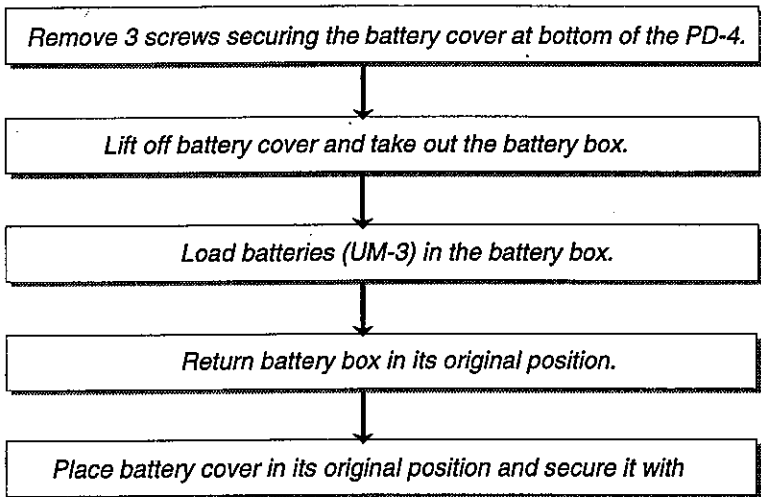 Remove 3 screws securing the battery cover at bottom of the PD-4.
Lift off battery cover and take out the battery box.
Load batteries (UM-3) in the battery box.
Return battery box in its original position.
Place battery cover in its original position and secure it with